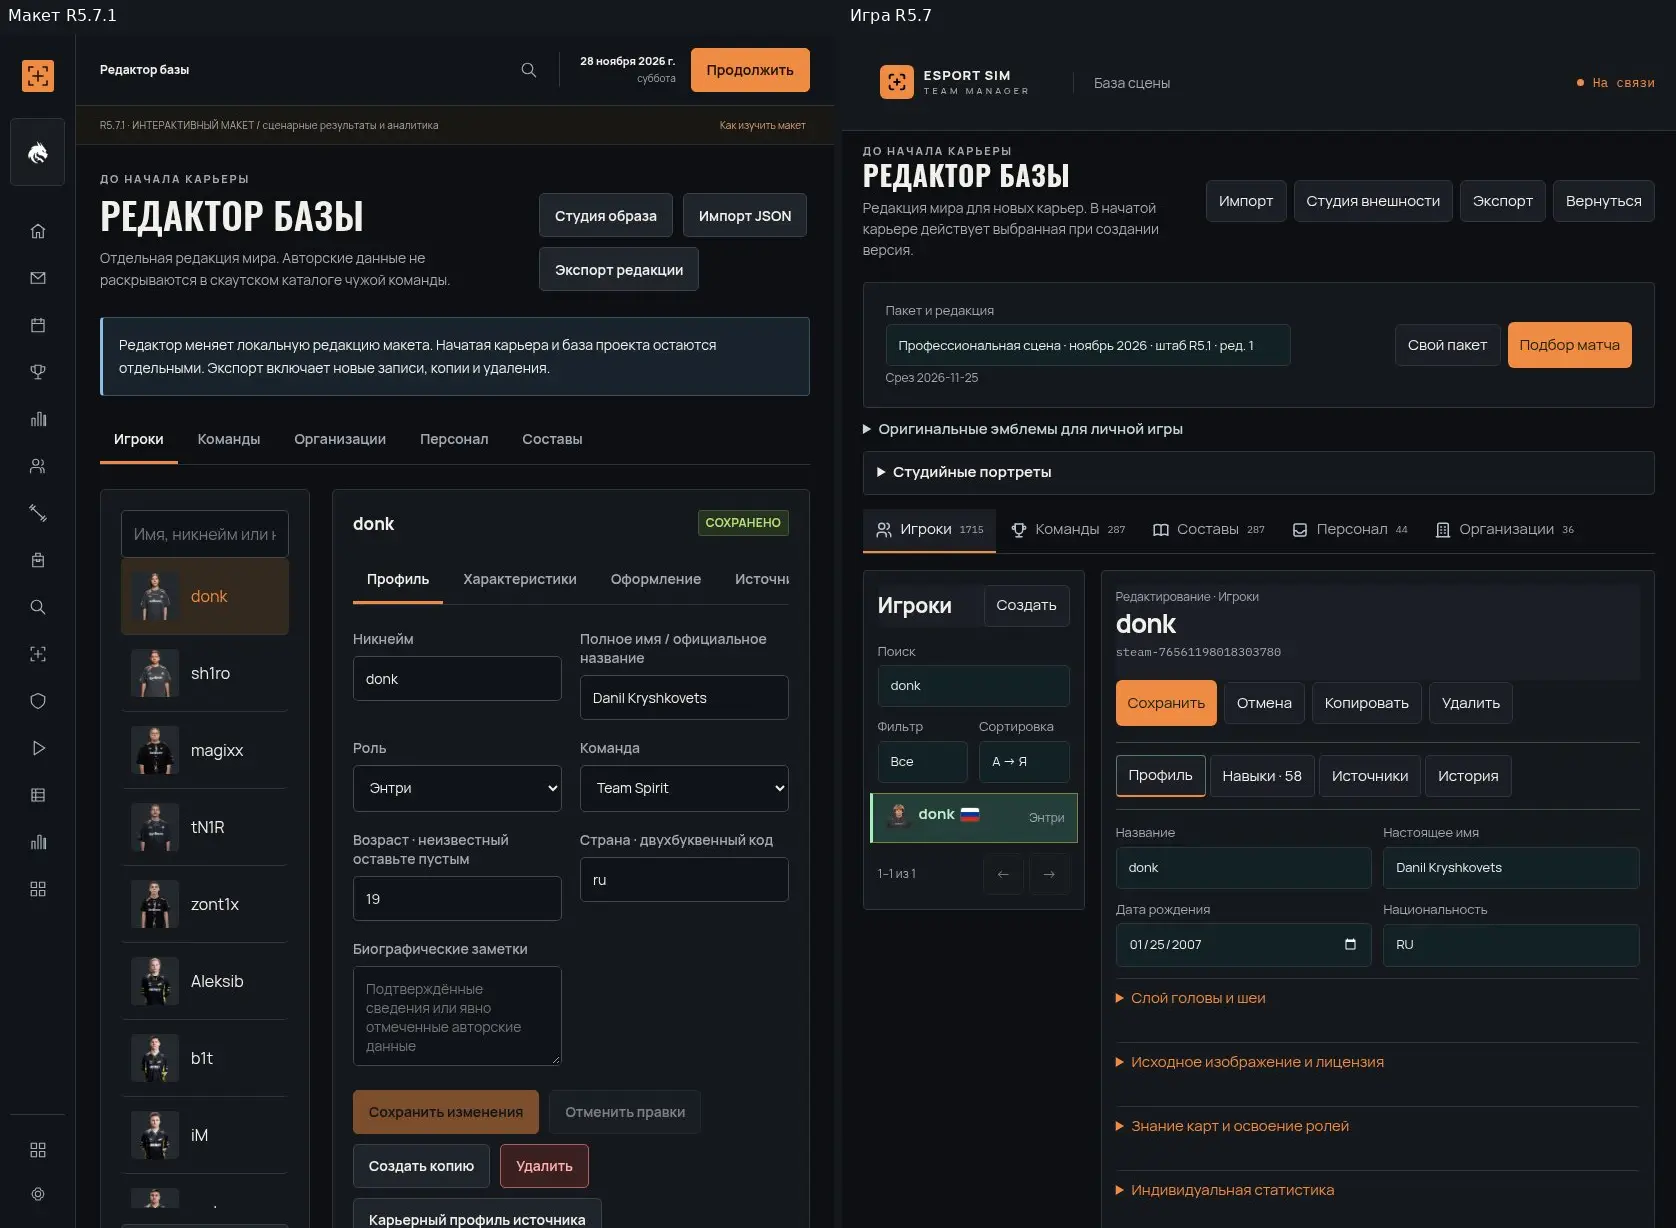 Макет R5.7.1
Редактор базы
28 ноября 2026 г.
суббота
Продолжить
R5.7.1 · ИНТЕРАКТИВНЫЙ МАКЕТ / сценарные результаты и аналитика
Как изучить макет
ДО НАЧАЛА КАРЬЕРЫ
РЕДАКТОР БАЗЫ
Отдельная редакция мира. Авторские данные не
раскрываются в скаутском каталоге чужой команды.
Студия образа
Импорт JSON
Экспорт редакции
Редактор меняет локальную редакцию макета. Начатая карьера и база проекта остаются
отдельными. Экспорт включает новые записи, копии и удаления.
Игроки
Команды
Организации
Персонал
Составы
Имя, никнейм или
donk
sh1ro
magixx
tN1R
zont1x
Aleksib
b1t
iM
donk
СОХРАНЕНО
Профиль
Характеристики
Оформление
Никнейм
donk
Полное имя / официальное
название
Danil Kryshkovets
Роль
Энтри
Команда
Team Spirit
Возраст · неизвестный
оставьте пустым
19
Страна · двухбуквенный код
ru
Биографические заметки
Подтверждённые
сведения или явно
отмеченные авторские
данные
Сохранить изменения
Отменить правки
Создать копию
Удалить
Карьерный профиль источника
Игра R5.7
ESPORT SIM
TEAM MANAGER
База сцены
На связи
ДО НАЧАЛА КАРЬЕРЫ
РЕДАКТОР БАЗЫ
Редакция мира для новых карьер. В начатой
карьере действует выбранная при создании
версия.
Импорт
Студия внешности
Экспорт
Вернуться
Пакет и редакция
Профессиональная сцена · ноябрь 2026 · штаб R5.1 · ред. 1
Срез 2026-11-25
Свой пакет
Подбор матча
Оригинальные эмблемы для личной игры
Студийные портреты
Игроки 1715
Команды 287
Составы 287
Персонал 44
Организации 36
Игроки
Создать
Поиск
donk
Фильтр
Сортировка
Все
А → Я
donk
Энтри
1–1 из 1
← →
Редактирование · Игроки
donk
steam-76561198018303780
Сохранить
Отмена
Копировать
Удалить
Профиль
Навыки · 58
Источники
История
Название
donk
Настоящее имя
Danil Kryshkovets
Дата рождения
01/25/2007
Национальность
RU
Слой головы и шеи
Исходное изображение и лицензия
Знание карт и освоение ролей
Индивидуальная статистика